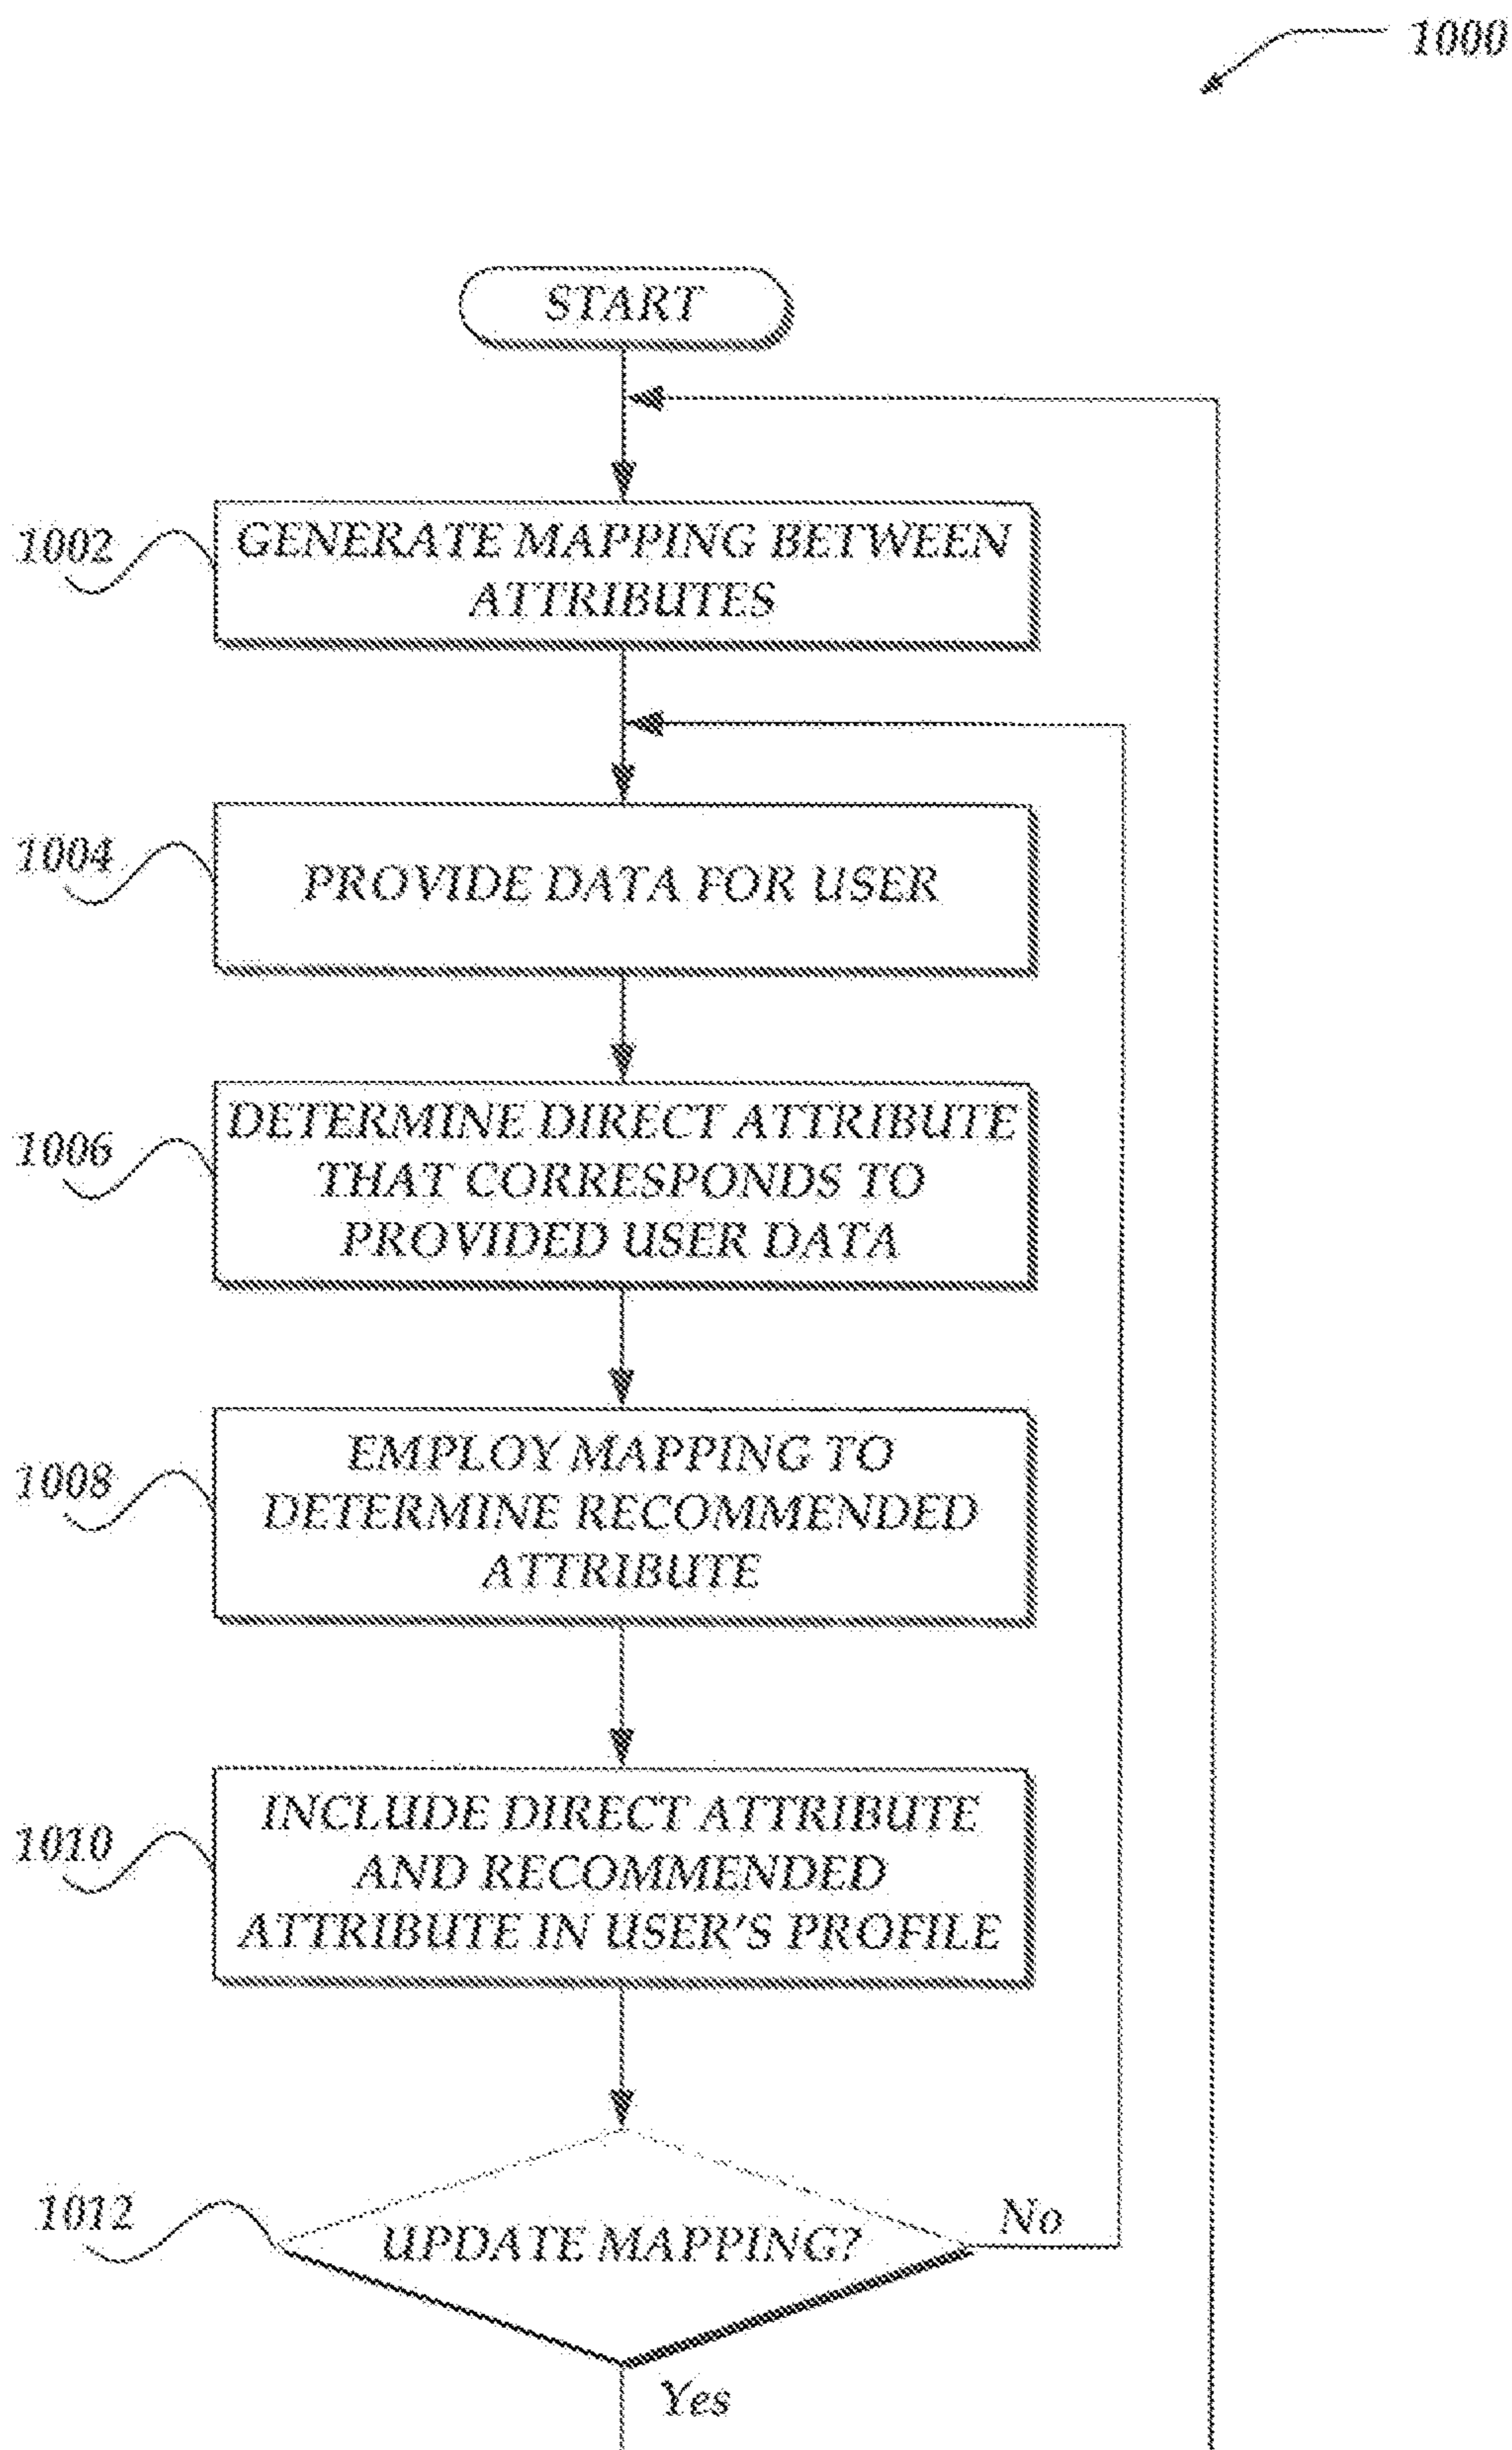 1000
START
1002
GENERATE MAPPING BETWEEN
ATTRIBUTES
1004
PROVIDE DATA FOR USER
1006
DETERMINE DIRECT ATTRIBUTE
THAT CORRESPONDS TO
PROVIDED USER DATA
1008
EMPLOY MAPPING TO
DETERMINE RECOMMENDED
ATTRIBUTE
1010
INCLUDE DIRECT ATTRIBUTE
AND RECOMMENDED
ATTRIBUTE IN USER'S PROFILE
1012
UPDATE MAPPING?
No
Yes